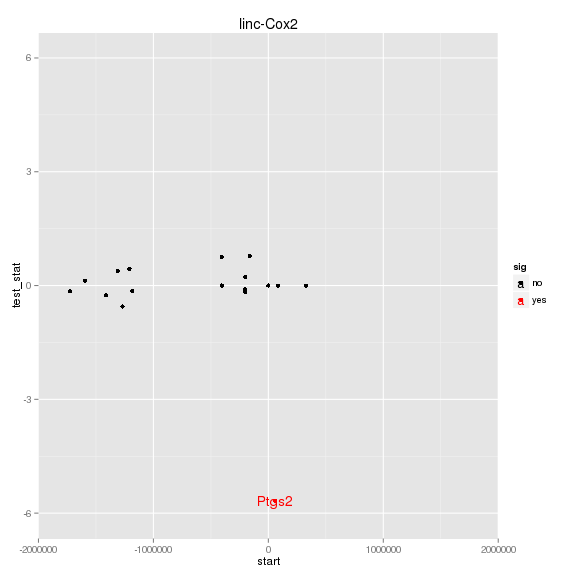 linc-Cox2
6
3
0
-3
-6
test_stat
-2000000 -1000000 0 1000000 2000000
start
sig
a no
a yes
Ptgs2